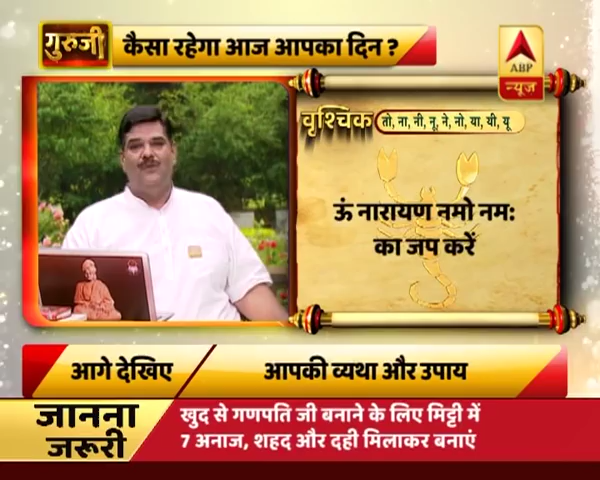 गुरुजी
कैसा रहेगा आज आपका दिन ?
ABP
न्यूज़
वृश्चिक
तो, ना, नी, नू, ने, नो, या, यी, यू
ऊं नारायण नमो नम:
का जप करें
आगे देखिए
आपकी व्यथा और उपाय
जानना
जरूरी
खुद से गणपति जी बनाने के लिए मिट्टी में
7 अनाज, शहद और दही मिलाकर बनाएं